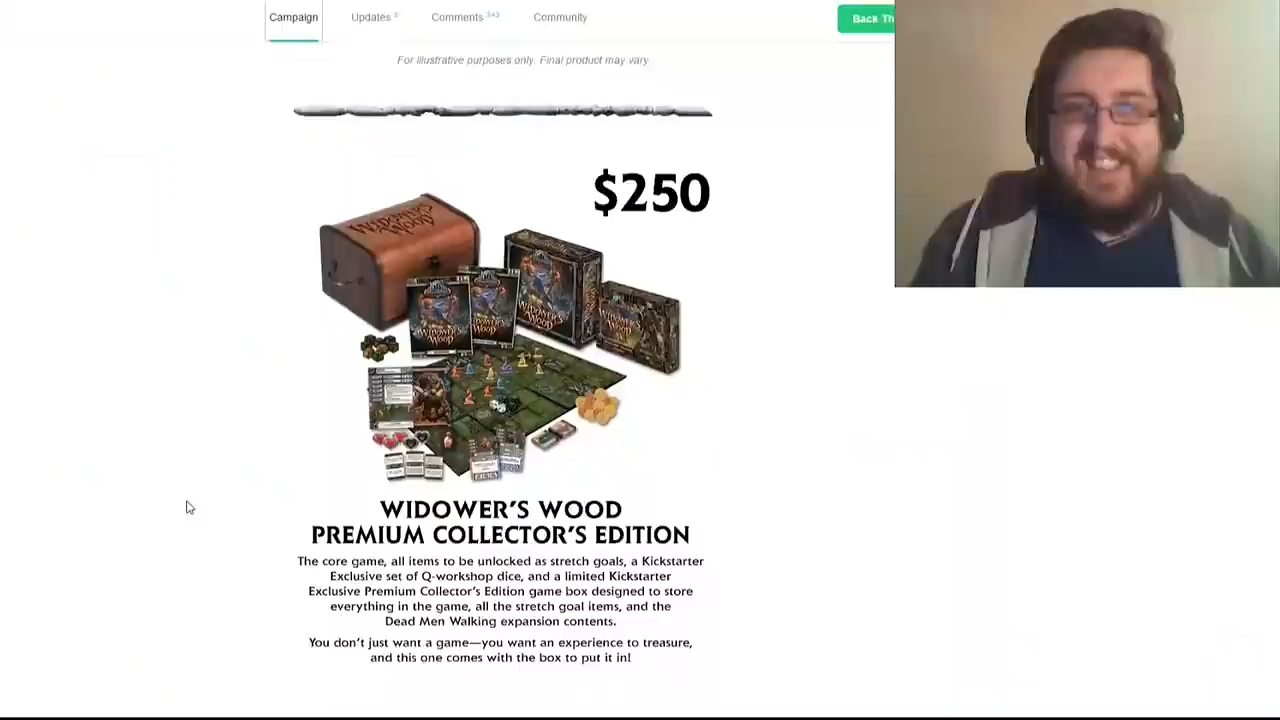 Campaign Updates 5 Comments 343 Community Back Th
For illustrative purposes only. Final product may vary.
$250
WIDOWER'S WOOD
PREMIUM COLLECTOR'S EDITION
The core game, all items to be unlocked as stretch goals, a Kickstarter
Exclusive set of Q-workshop dice, and a limited Kickstarter
Exclusive Premium Collector's Edition game box designed to store
everything in the game, all the stretch goal items, and the
Dead Men Walking expansion contents.
You don't just want a game—you want an experience to treasure,
and this one comes with the box to put it in!